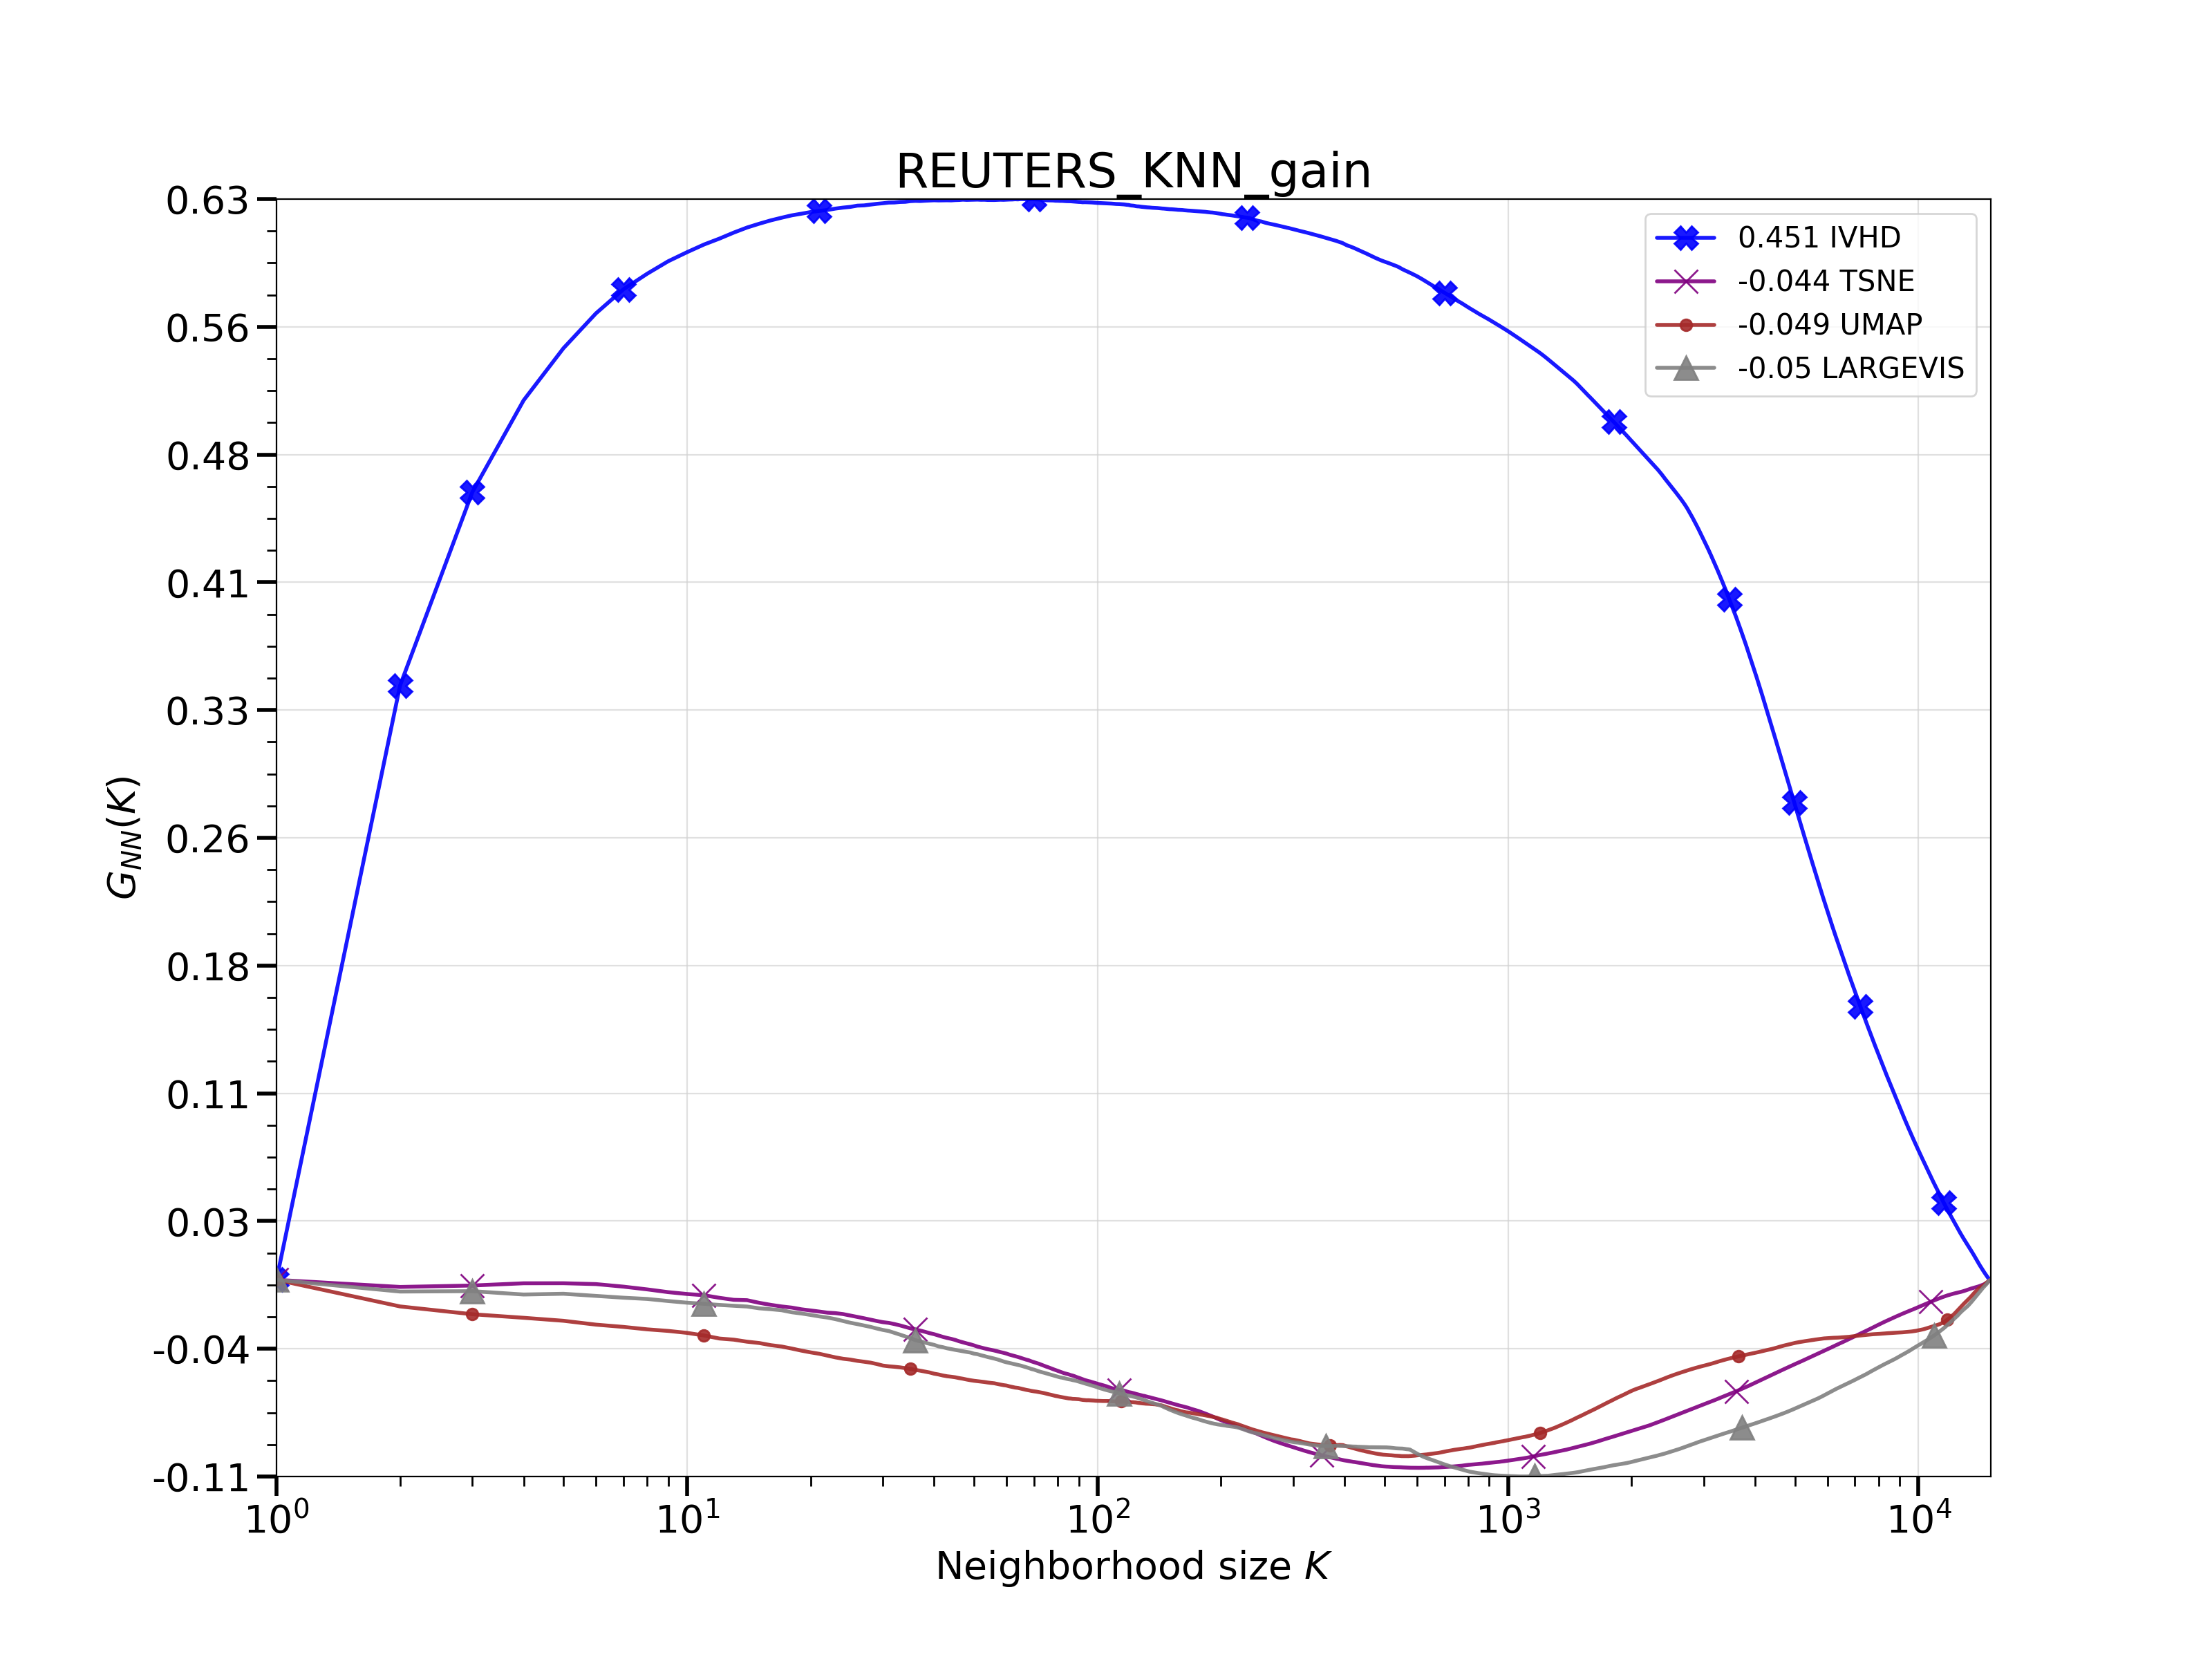 REUTERS_KNN_gain
0.63
0.56
0.48
0.41
0.33
0.26
0.18
0.11
0.03
-0.04
-0.11
G_{NN}(K)
0.451 IVHD
-0.044 TSNE
-0.049 UMAP
-0.05 LARGEVIS
10^0 10^1 10^2 10^3 10^4
Neighborhood size K